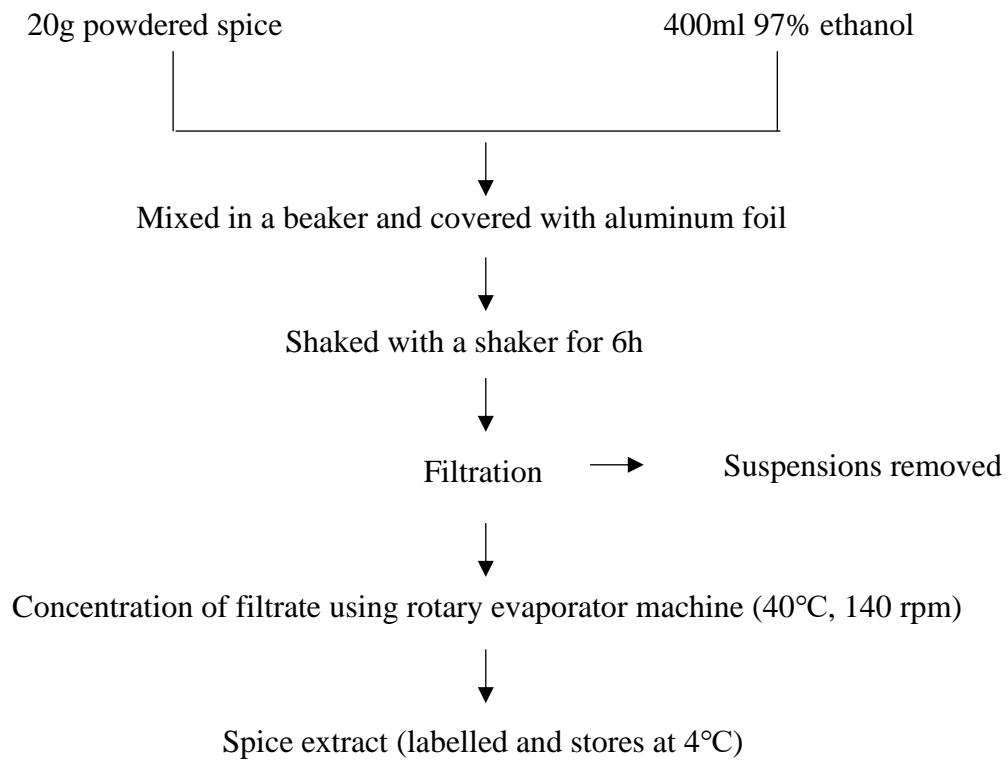 20g powdered spice
400ml 97% ethanol
Mixed in a beaker and covered with aluminum foil
Shaked with a shaker for 6h
Filtration
Suspensions removed
Concentration of filtrate using rotary evaporator machine (40°C, 140 rpm)
Spice extract (labelled and stores at 4°C)